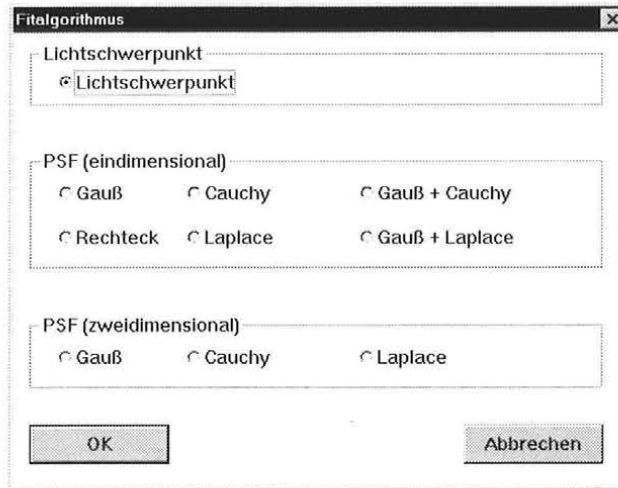 Fitalgorithmus
Lichtschwerpunkt
Lichtschwerpunkt
PSF (eindimensional)
Gauß Cauchy Gauß + Cauchy
Rechteck Laplace Gauß + Laplace
PSF (zweidimensional)
Gauß Cauchy Laplace
OK Abbrechen